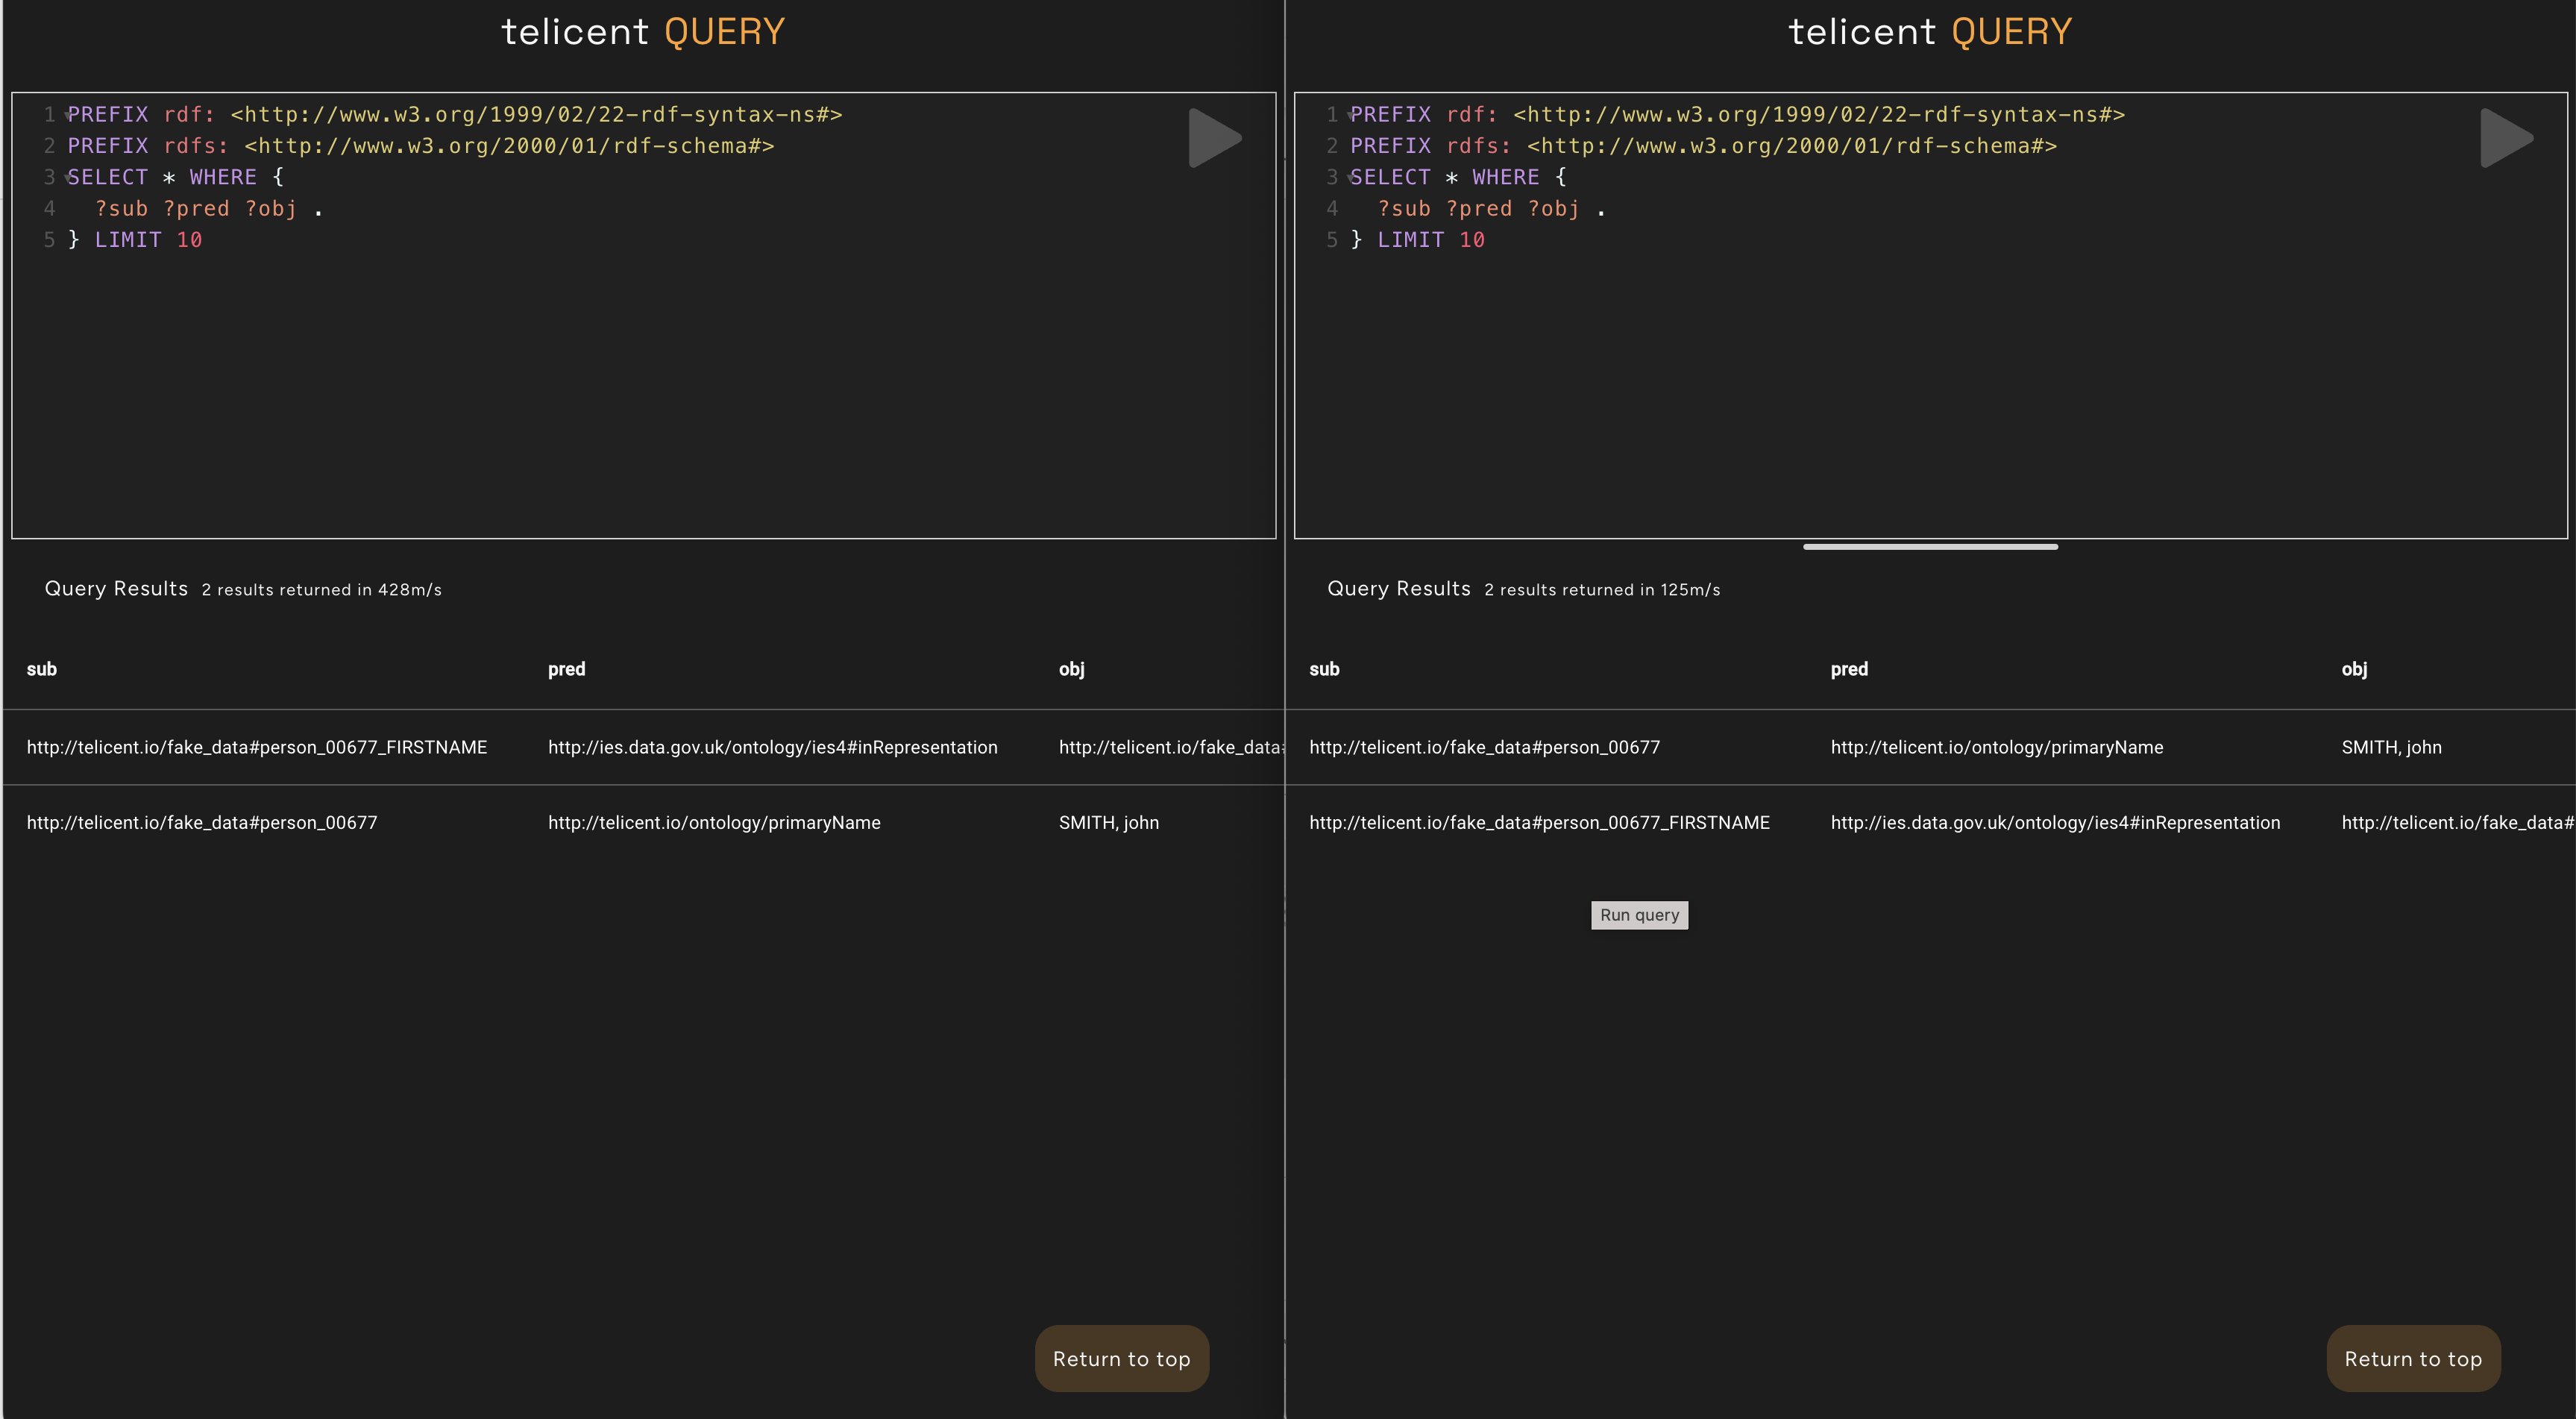 telicent QUERY
1 PREFIX rdf: <http://www.w3.org/1999/02/22-rdf-syntax-ns#>
2 PREFIX rdfs: <http://www.w3.org/2000/01/rdf-schema#>
3 SELECT * WHERE {
4 ?sub ?pred ?obj .
5 } LIMIT 10
Query Results 2 results returned in 428m/s
sub pred obj
http://telicent.io/fake_data#person_00677_FIRSTNAME http://ies.data.gov.uk/ontology/ies4#inRepresentation http://telicent.io/fake_data#
http://telicent.io/fake_data#person_00677 http://telicent.io/ontology/primaryName SMITH, john
Return to top
telicent QUERY
1 PREFIX rdf: <http://www.w3.org/1999/02/22-rdf-syntax-ns#>
2 PREFIX rdfs: <http://www.w3.org/2000/01/rdf-schema#>
3 SELECT * WHERE {
4 ?sub ?pred ?obj .
5 } LIMIT 10
Query Results 2 results returned in 125m/s
sub pred obj
http://telicent.io/fake_data#person_00677 http://telicent.io/ontology/primaryName SMITH, john
http://telicent.io/fake_data#person_00677_FIRSTNAME http://ies.data.gov.uk/ontology/ies4#inRepresentation http://telicent.io/fake_data#
Run query
Return to top